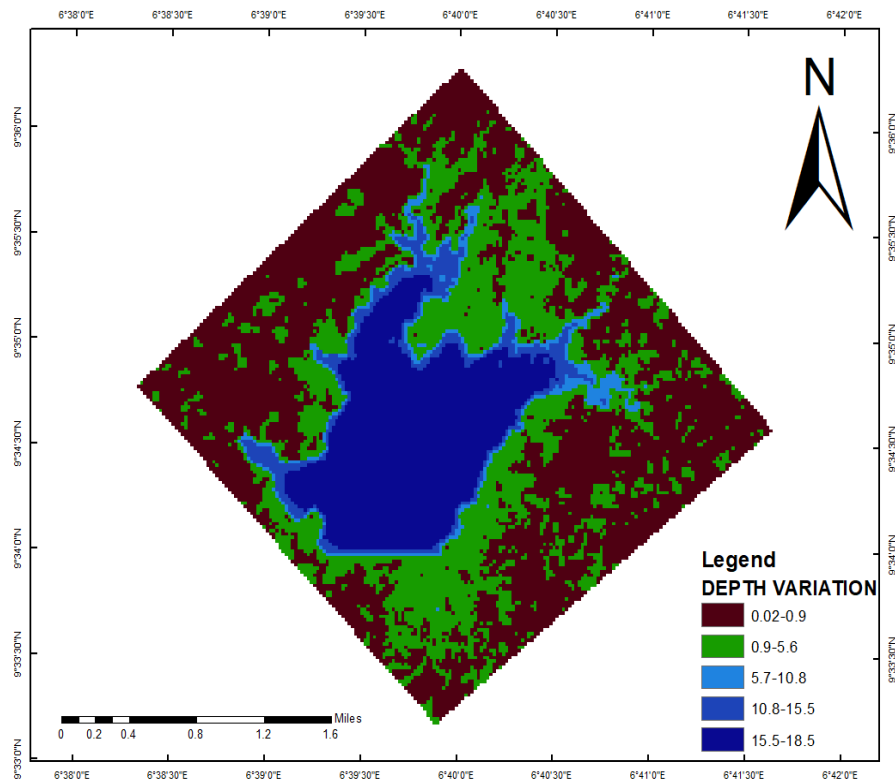 6°38'0"E 6°38'30"E 6°39'0"E 6°39'30"E 6°40'0"E 6°40'30"E 6°41'0"E 6°41'30"E 6°42'0"E
N
9°36'0"N 9°36'0"N
9°35'30"N 9°35'30"N
9°35'0"N 9°35'0"N
9°34'30"N 9°34'30"N
9°34'0"N 9°34'0"N
9°33'30"N 9°33'30"N
9°33'0"N
Legend
DEPTH VARIATION
0.02-0.9
0.9-5.6
5.7-10.8
10.8-15.5
15.5-18.5
Miles
0 0.2 0.4 0.8 1.2 1.6
6°38'0"E 6°38'30"E 6°39'0"E 6°39'30"E 6°40'0"E 6°40'30"E 6°41'0"E 6°41'30"E 6°42'0"E